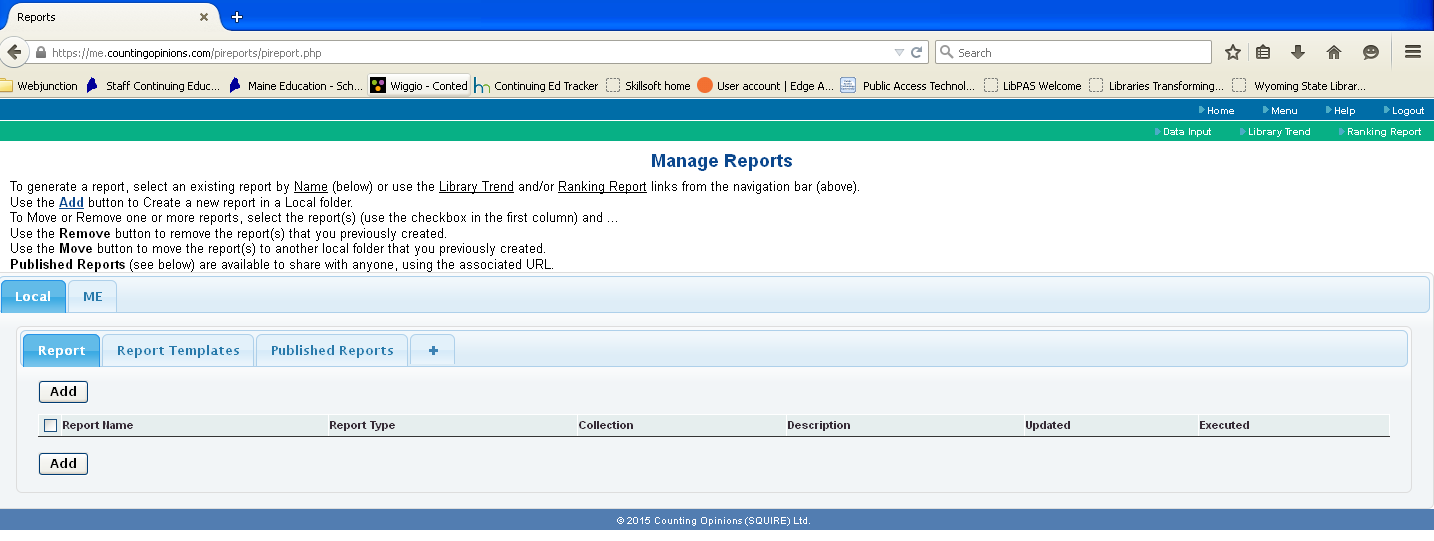 Reports
https://me.countingopinions.com/pireports/pireport.php
Search
Webjunction Staff Continuing Educ... Maine Education - Sch... Wiggio - Conted Continuing Ed Tracker Skillsoft home User account | Edge A... Public Access Technol... LibPAS Welcome Libraries Transforming... Wyoming State Librar...
Home Menu Help Logout
Data Input Library Trend Ranking Report
Manage Reports
To generate a report, select an existing report by Name (below) or use the Library Trend and/or Ranking Report links from the navigation bar (above).
Use the Add button to Create a new report in a Local folder.
To Move or Remove one or more reports, select the report(s) (use the checkbox in the first column) and ...
Use the Remove button to remove the report(s) that you previously created.
Use the Move button to move the report(s) to another local folder that you previously created.
Published Reports (see below) are available to share with anyone, using the associated URL.
Local ME
Report Report Templates Published Reports +
Add
Report Name Report Type Collection Description Updated Executed
Add
© 2015 Counting Opinions (SQUIRE) Ltd.